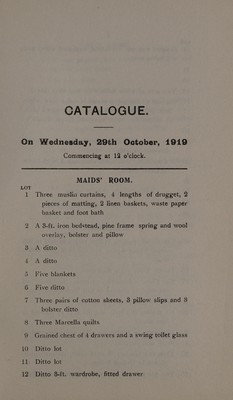 CATALOGUE.
On Wednesday, 29th October, 1919
Commencing at 12 o'clock.
MAIDS' ROOM.
LOT
1 Three muslin curtains, 4 lengths of drugget, 2
pieces of matting, 2 linen baskets, waste paper
basket and foot bath
2 A 3-ft. iron bedstead, pine frame spring and wool
overlay, bolster and pillow
3 A ditto
4 A ditto
5 Five blankets
6 Five ditto
7 Three pairs of cotton sheets, 3 pillow slips and 3
bolster ditto
8 Three Marcella quilts
9 Grained chest of 4 drawers and a swing toilet glass
10 Ditto lot
11 Ditto lot
12 Ditto 3-ft. wardrobe, fitted drawer